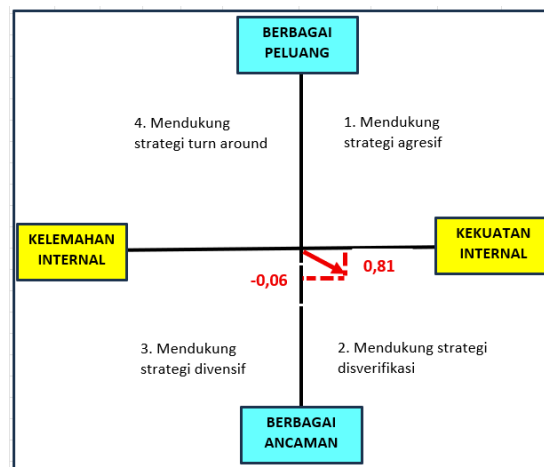 BERBAGAI
PELUANG
4. Mendukung
strategi turn around
1. Mendukung
strategi agresif
KELEMAHAN
INTERNAL
KEKUATAN
INTERNAL
-0,06
0,81
3. Mendukung
strategi divensif
2. Mendukung strategi
disverifikasi
BERBAGAI
ANCAMAN